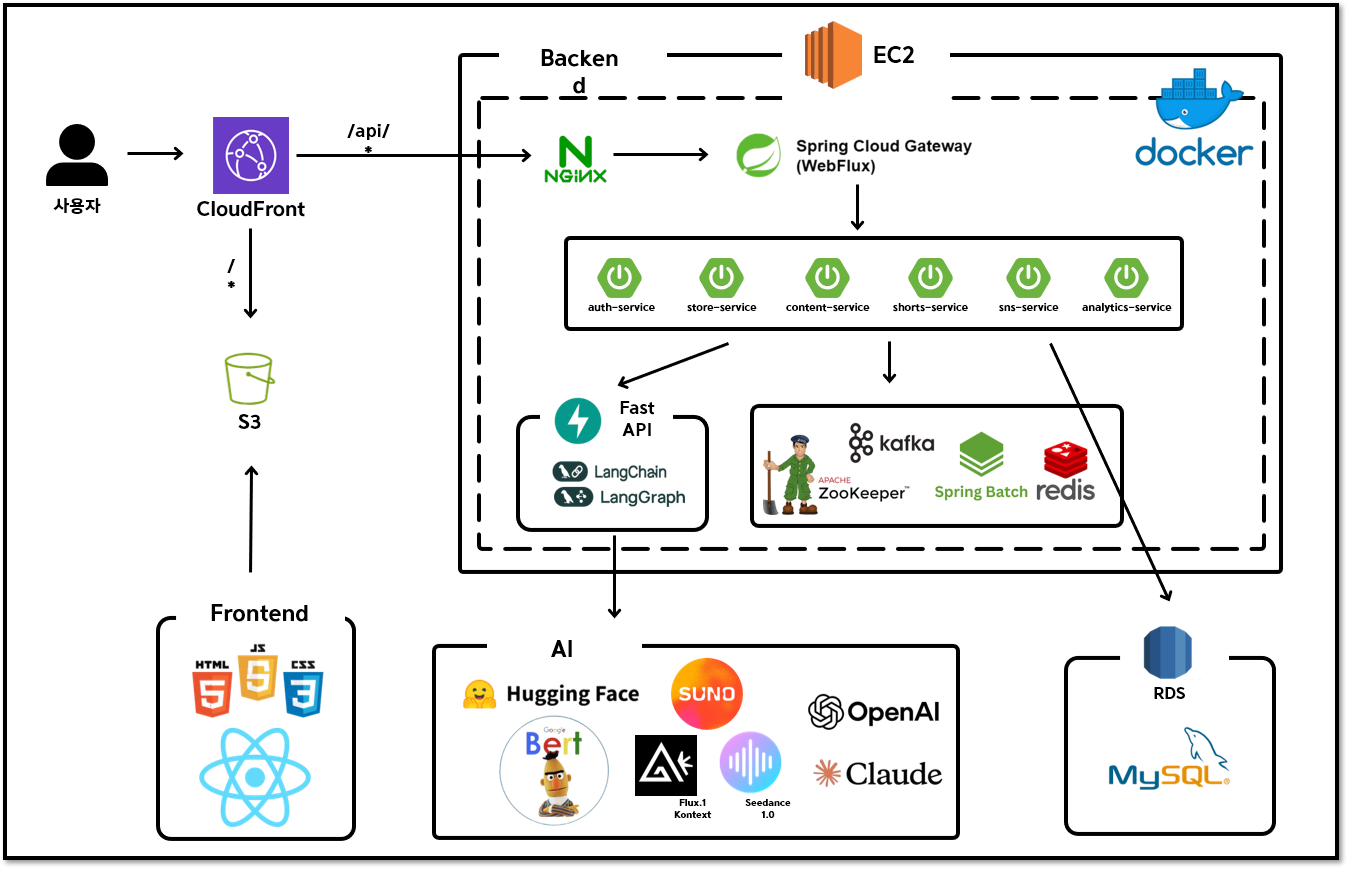 Backen
d
EC2
docker
사용자
CloudFront
/api/
*
NGiNX
Spring Cloud Gateway
(WebFlux)
/
*
auth-service
store-service
content-service
shorts-service
sns-service
analytics-service
S3
Fast
API
LangChain
LangGraph
kafka
APACHE
ZooKeeper™
Spring Batch
redis
Frontend
HTML
5
JS
5
CSS
3
AI
Hugging Face
SUNO
OpenAI
Google
Bert
Flux.1
Kontext
Seedance
1.0
Claude
RDS
MySQL®